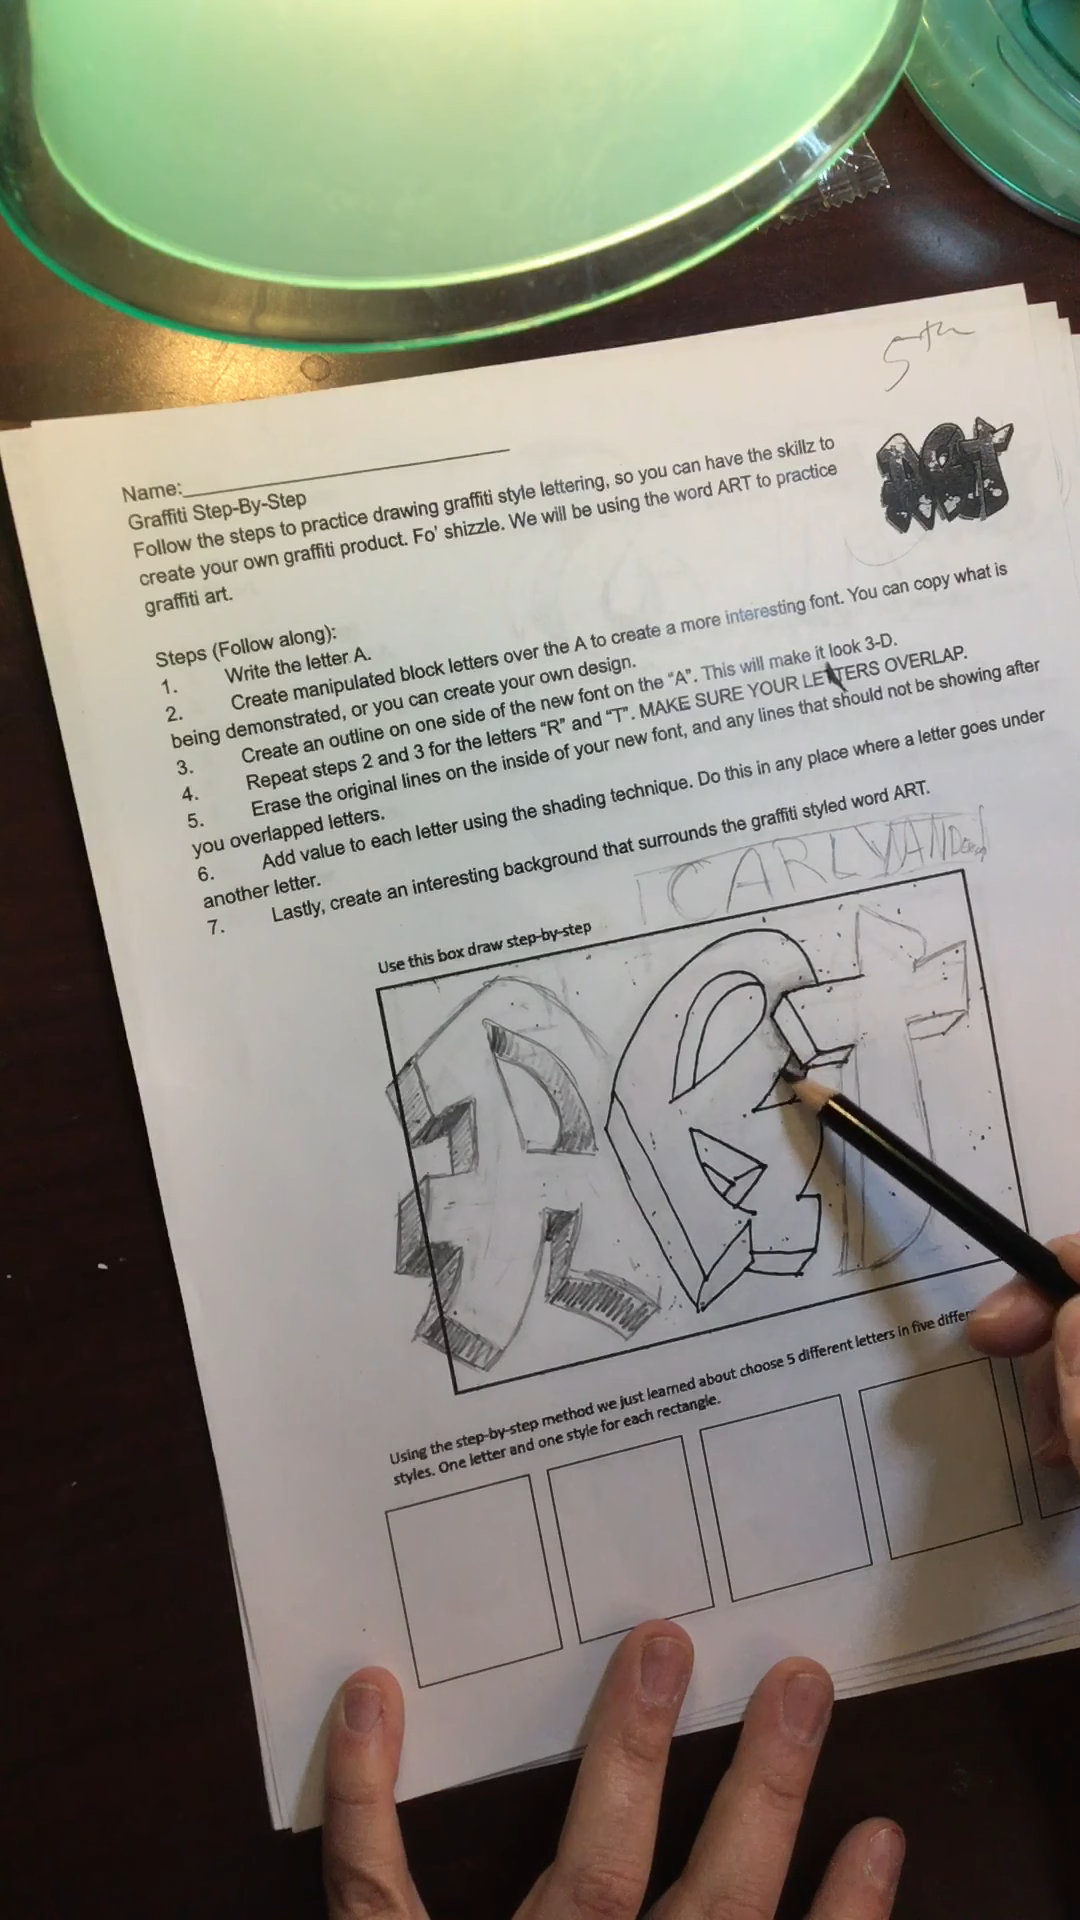 5th
Name:
Graffiti Step-By-Step
Follow the steps to practice drawing graffiti style lettering, so you can have the skillz to
create your own graffiti product. Fo' shizzle. We will be using the word ART to practice
graffiti art.
ART
Steps (Follow along):
1. Write the letter A.
2. Create manipulated block letters over the A to create a more interesting font. You can copy what is
being demonstrated, or you can create your own design.
3. Create an outline on one side of the new font on the "A". This will make it look 3-D.
4. Repeat steps 2 and 3 for the letters "R" and "T". MAKE SURE YOUR LETTERS OVERLAP.
5. Erase the original lines on the inside of your new font, and any lines that should not be showing after
you overlapped letters.
6. Add value to each letter using the shading technique. Do this in any place where a letter goes under
another letter.
7. Lastly, create an interesting background that surrounds the graffiti styled word ART.
CARLY
Use this box draw step-by-step
ART
Using the step-by-step method we just learned about choose 5 different letters in five
styles. One letter and one style for each rectangle.